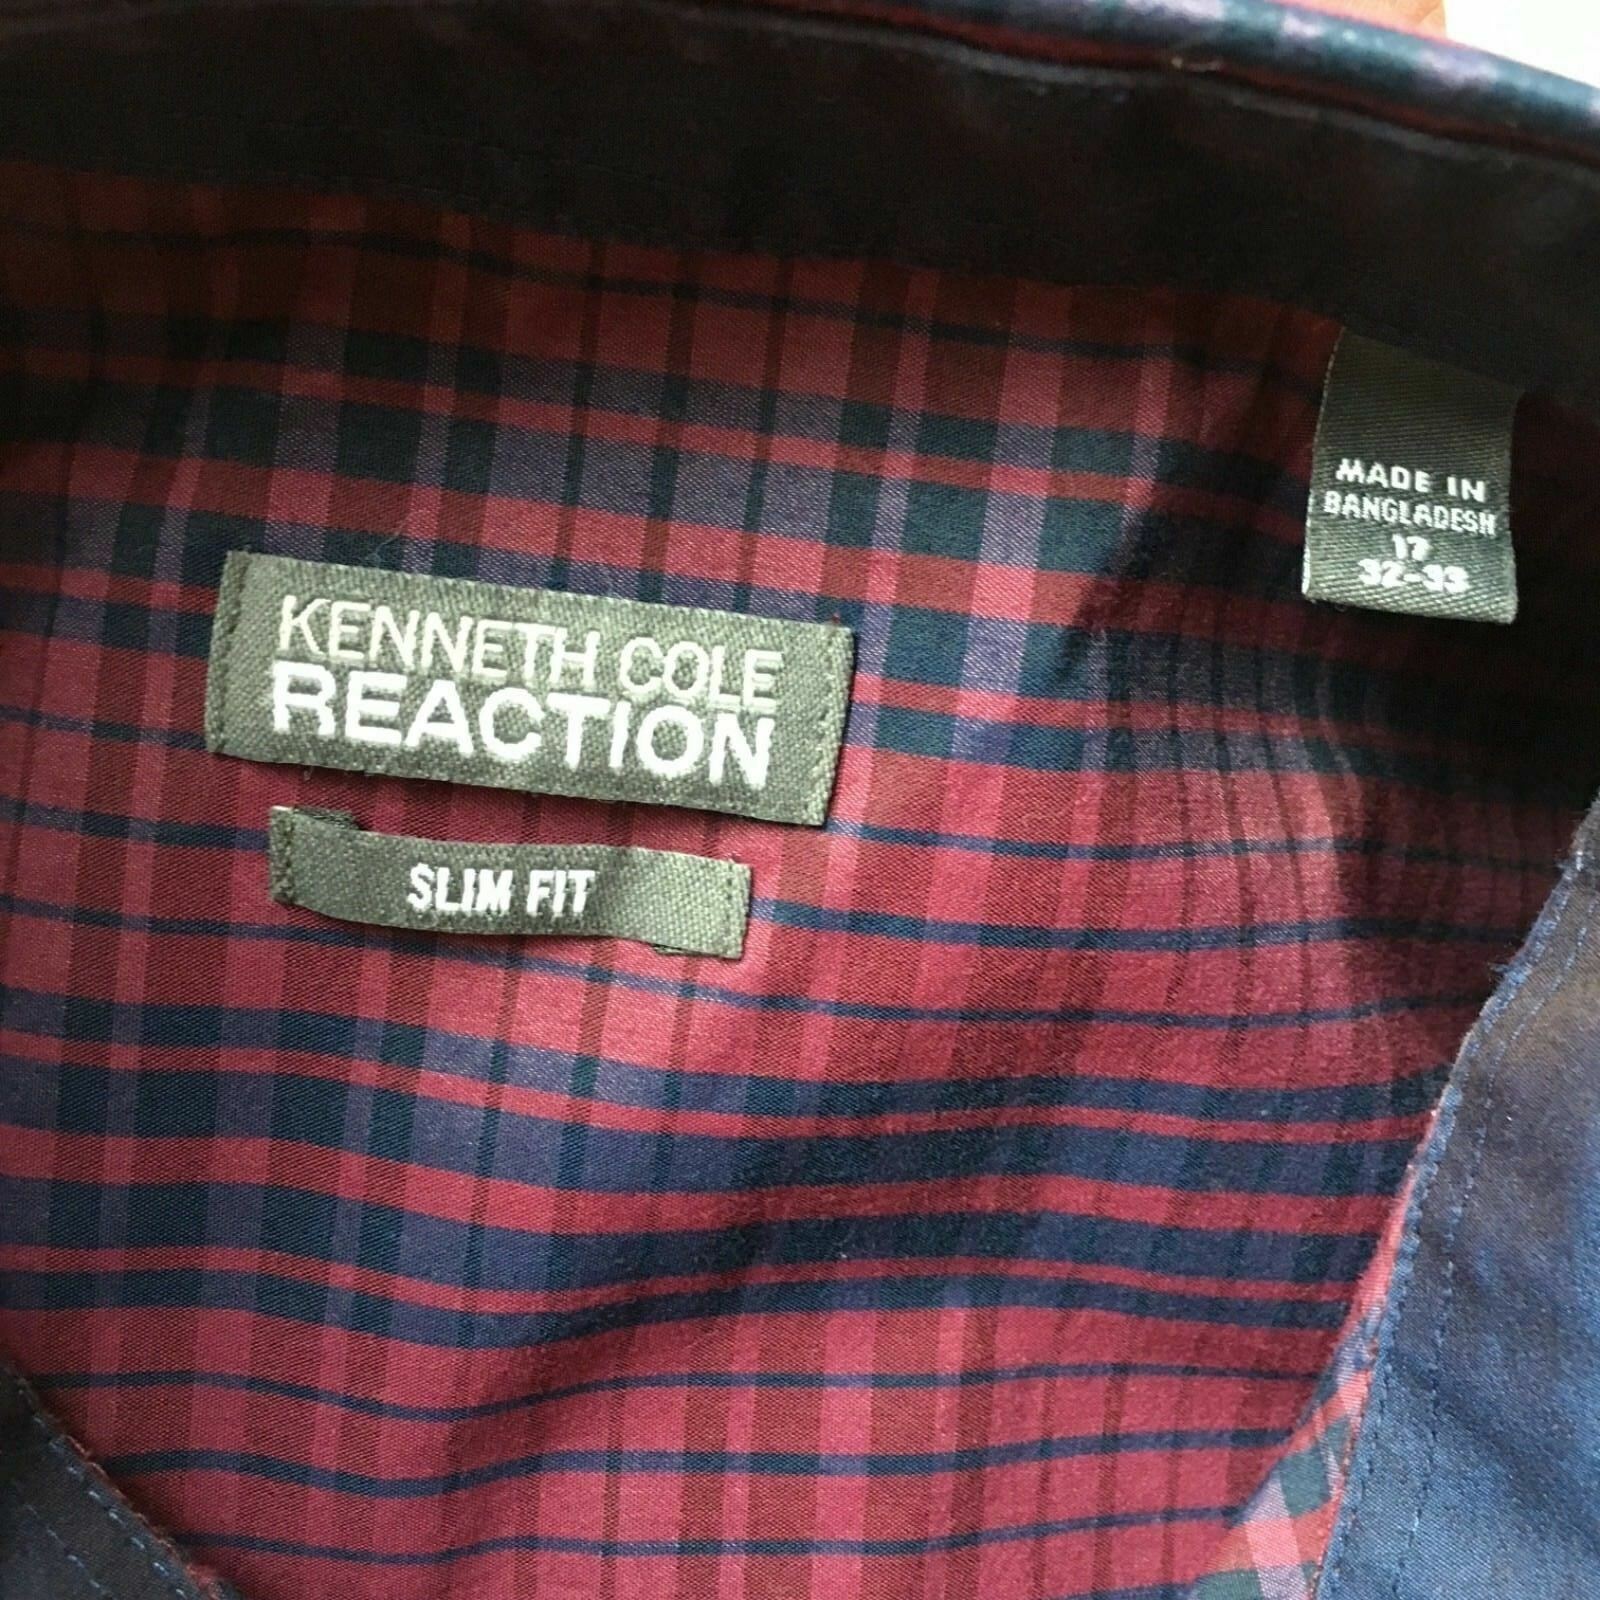 KENNETH COLE
REACTION
SLIM FIT
MADE IN
BANGLADESH
17
32-33